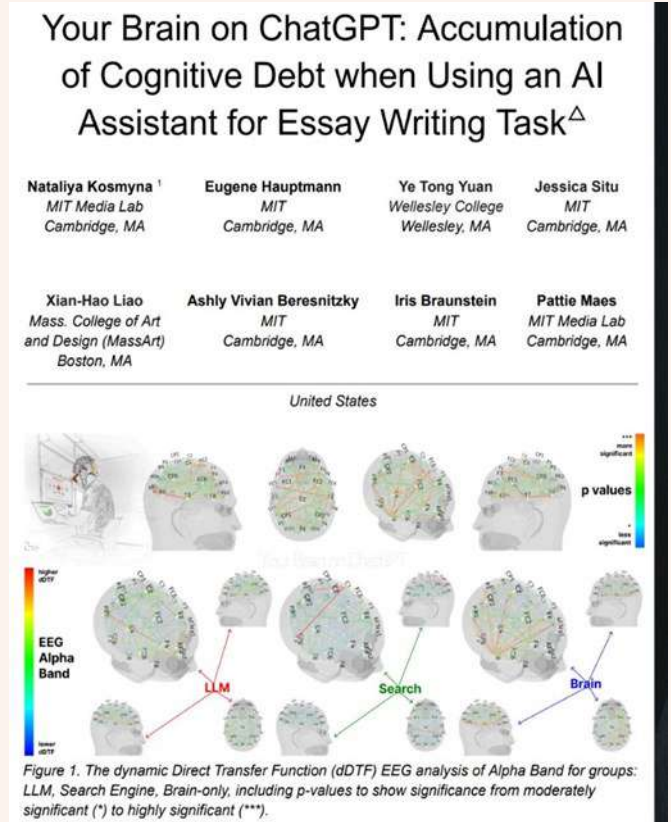 Your Brain on ChatGPT: Accumulation
of Cognitive Debt when Using an AI
Assistant for Essay Writing Task△
Nataliya Kosmyna ¹
MIT Media Lab
Cambridge, MA
Eugene Hauptmann
MIT
Cambridge, MA
Ye Tong Yuan
Wellesley College
Wellesley, MA
Jessica Situ
MIT
Cambridge, MA
Xian-Hao Liao
Mass. College of Art
and Design (MassArt)
Boston, MA
Ashly Vivian Beresnitzky
MIT
Cambridge, MA
Iris Braunstein
MIT
Cambridge, MA
Pattie Maes
MIT Media Lab
Cambridge, MA
United States
***
more
significant
p values
*
less
significant
Your Brain on ChatGPT
higher
dDTF
EEG
Alpha
Band
lower
dDTF
LLM
Search
Brain
Figure 1. The dynamic Direct Transfer Function (dDTF) EEG analysis of Alpha Band for groups:
LLM, Search Engine, Brain-only, including p-values to show significance from moderately
significant (*) to highly significant (***).